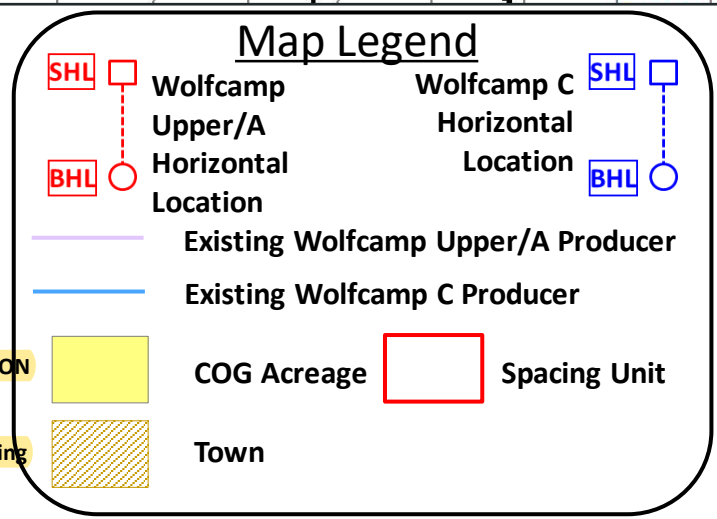 Map Legend
SHL
Wolfcamp
Upper/A
Horizontal
Location
BHL
Wolfcamp C
Horizontal
Location
SHL
BHL
Existing Wolfcamp Upper/A Producer
Existing Wolfcamp C Producer
ON
COG Acreage
Spacing Unit
ing
Town